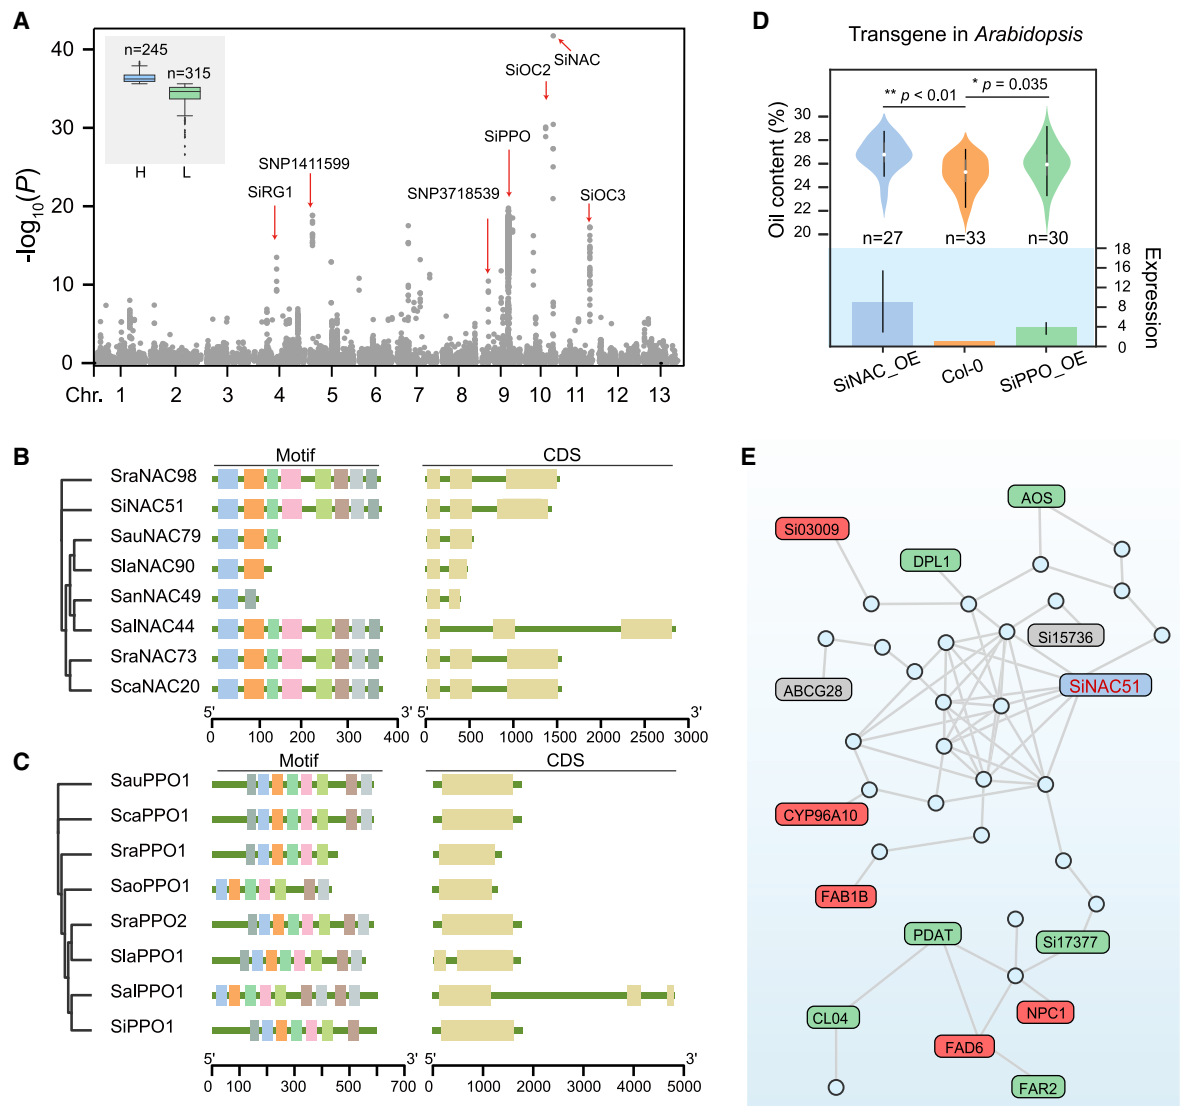 A
-log10(P)
40
30
20
10
0
n=245
n=315
H
L
SiRG1
SNP1411599
SNP3718539
SiPPO
SiOC2
SiNAC
SiOC3
Chr.
1
2
3
4
5
6
7
8
9
10
11
12
13
D
Transgene in Arabidopsis
** p < 0.01
* p = 0.035
Oil content (%)
30
28
26
24
22
20
n=27
n=33
n=30
18
16
12
8
4
0
Expression
SiNAC_OE
Col-0
SiPPO_OE
B
Motif
CDS
SraNAC98
SiNAC51
SauNAC79
SlaNAC90
SanNAC49
SalNAC44
SraNAC73
ScaNAC20
5'
3'
0
100
200
300
400
5'
3'
0
500
1000
1500
2000
2500
3000
C
Motif
CDS
SauPPO1
ScaPPO1
SraPPO1
SaoPPO1
SraPPO2
SlaPPO1
SalPPO1
SiPPO1
5'
3'
0
100
200
300
400
500
600
700
5'
3'
0
1000
2000
3000
4000
5000
E
AOS
Si03009
DPL1
Si15736
ABCG28
SiNAC51
CYP96A10
FAB1B
PDAT
Si17377
CL04
NPC1
FAD6
FAR2